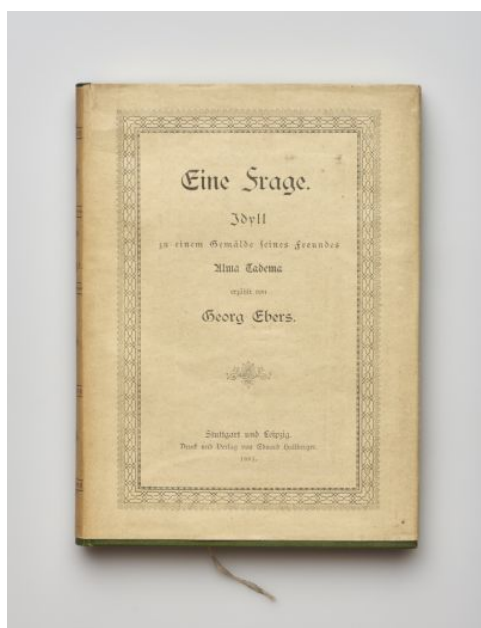 Eine Frage.
Idyll
zu einem Gemälde seines Freundes
Alma Tadema
erzählt von
Georg Ebers.
Stuttgart und Leipzig.
Druck und Verlag von Eduard Hallberger.